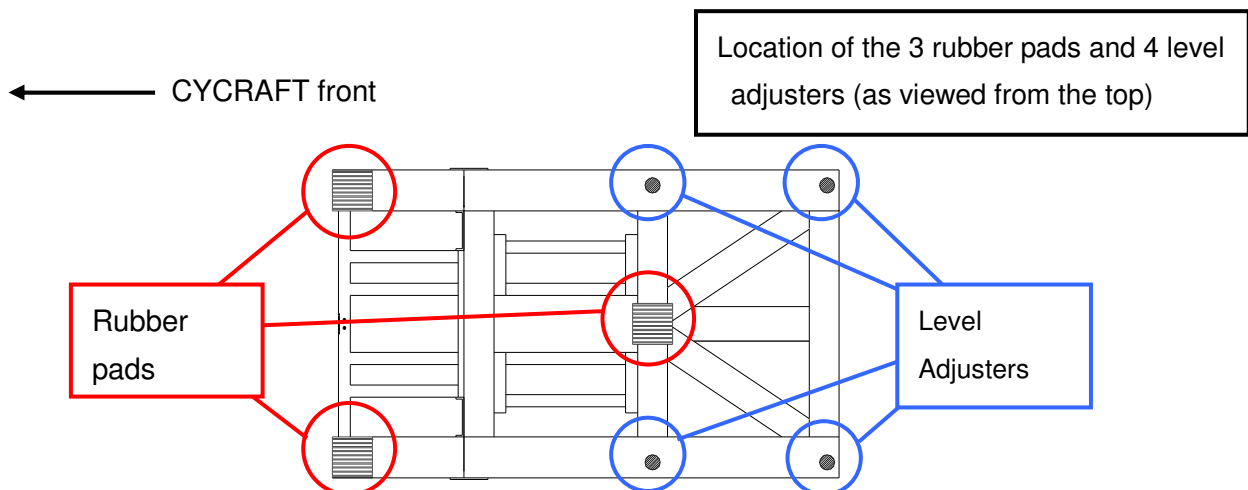 Location of the 3 rubber pads and 4 level
adjusters (as viewed from the top)
CYCRAFT front
Rubber
pads
Level
Adjusters